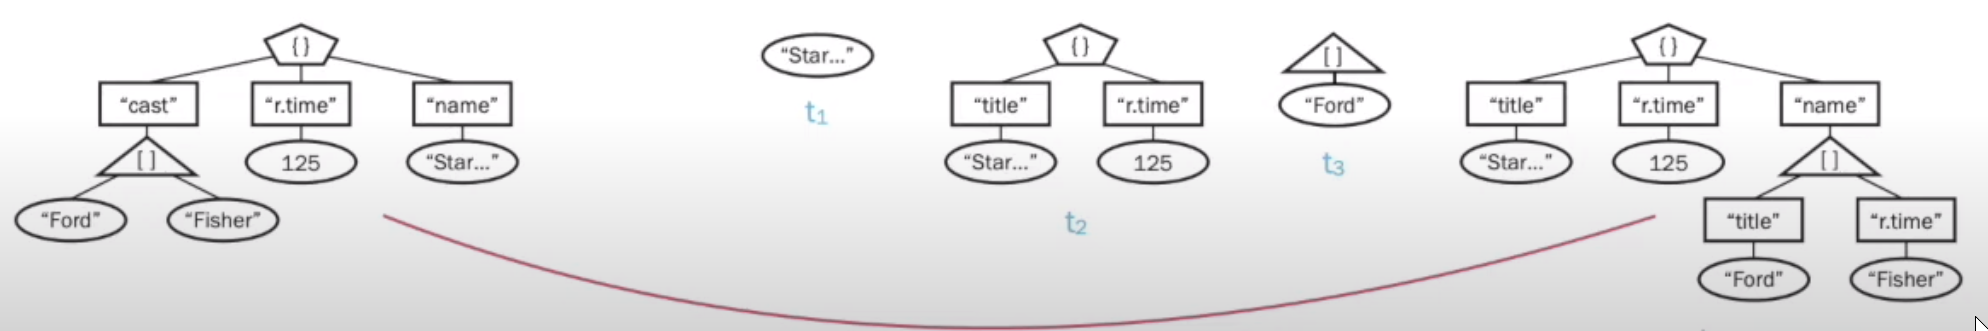 { }
“cast”
“r.time”
“name”
[ ]
125
“Star...”
“Ford”
“Fisher”
“Star...”
t1
{ }
“title”
“r.time”
“Star...”
125
t2
[ ]
“Ford”
t3
{ }
“title”
“r.time”
“name”
“Star...”
125
[ ]
“title”
“r.time”
“Ford”
“Fisher”